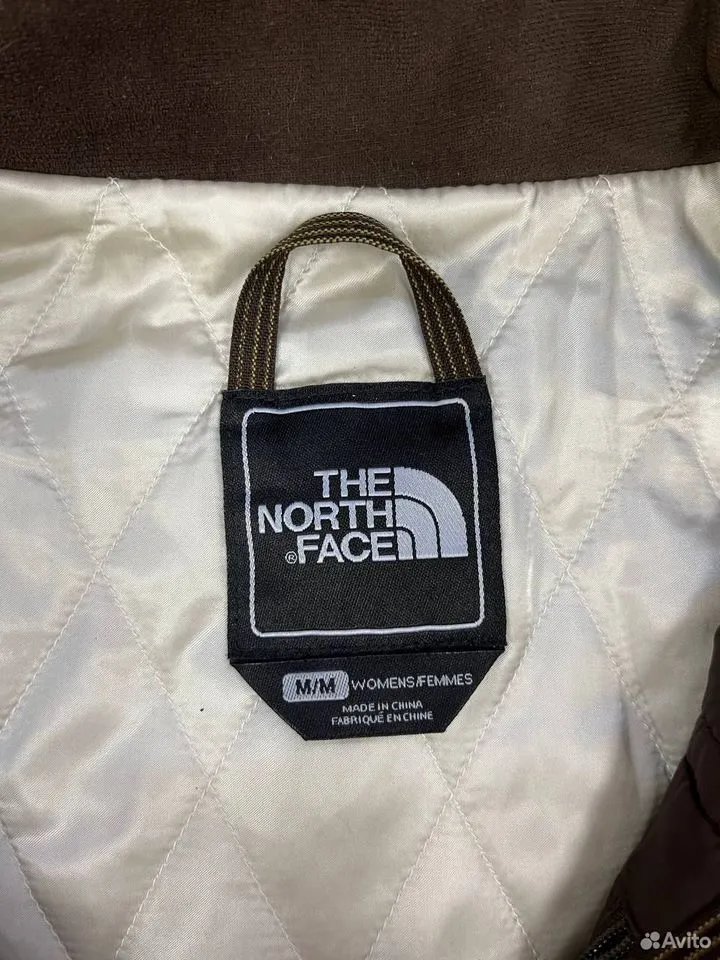 THE
NORTH
®FACE
M/M WOMENS/FEMMES
MADE IN CHINA
FABRIQUÉ EN CHINE
Avito